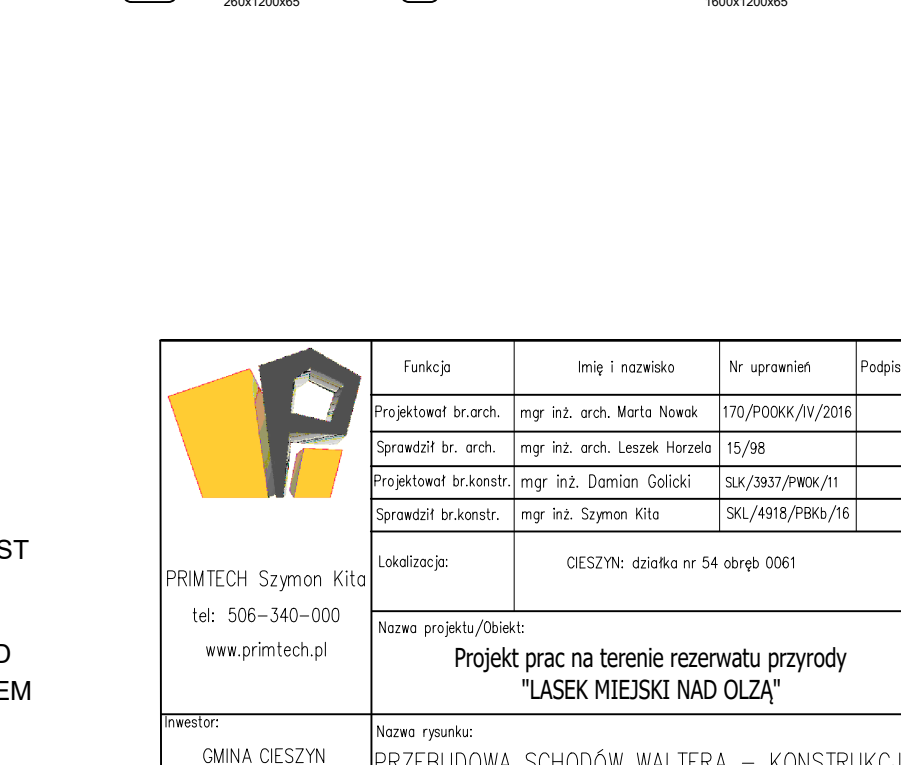 260x1200x65 1600x1200x65
Funkcja Imię i nazwisko Nr uprawnień Podpis
Projektował br.arch. mgr inż. arch. Marta Nowak 170/POOKK/IV/2016
Sprawdził br. arch. mgr inż. arch. Leszek Horzela 15/98
Projektował br.konstr. mgr inż. Damian Golicki SLK/3937/PWOK/11
Sprawdził br.konstr. mgr inż. Szymon Kita SKL/4918/PBKb/16
ST
Lokalizacja: CIESZYN: działka nr 54 obręb 0061
PRIMTECH Szymon Kita
tel: 506-340-000
www.primtech.pl
Nazwa projektu/Obiekt:
Projekt prac na terenie rezerwatu przyrody
"LASEK MIEJSKI NAD OLZĄ"
EM
Inwestor:
GMINA CIESZYN
Nazwa rysunku:
PRZEBUDOWA SCHODÓW WALTERA – KONSTRUKCJ